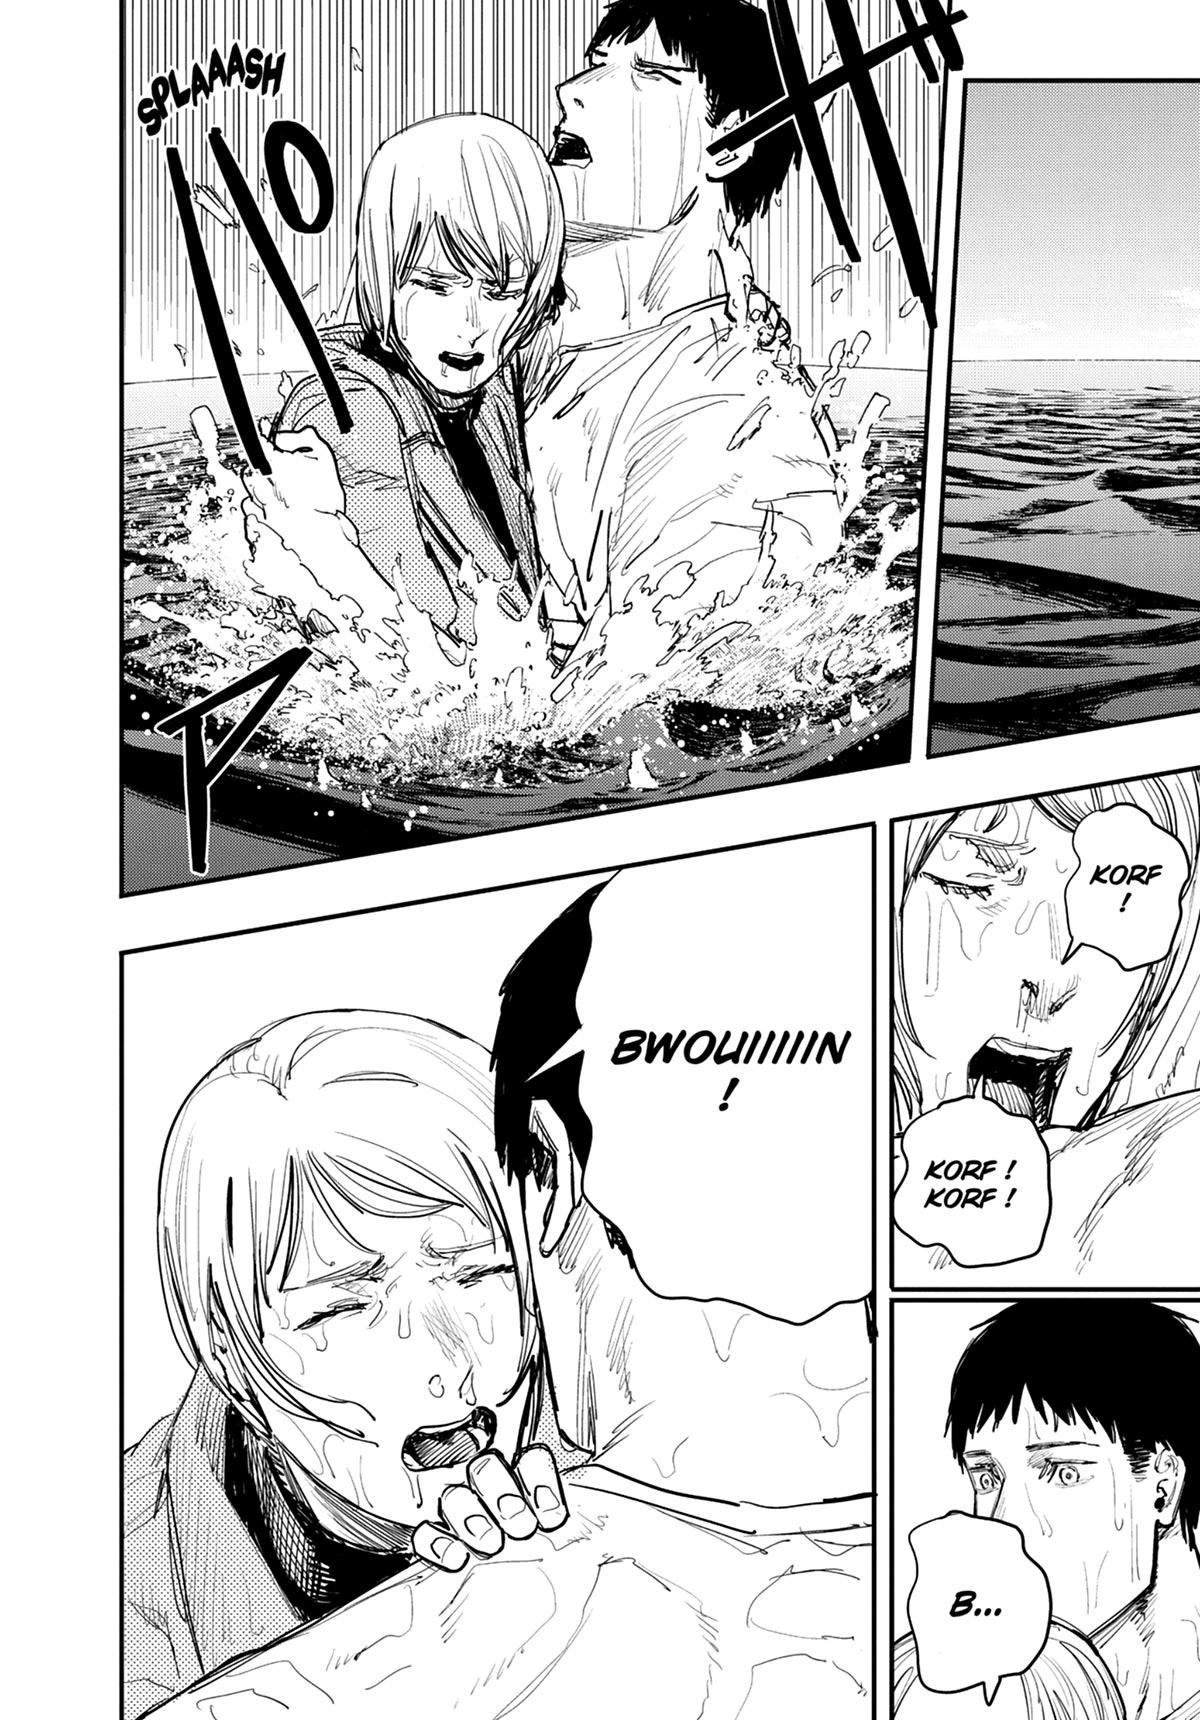 SPLAAASH
KORF
!
KORF !
KORF !
B...
BWOUIIIIIN
!